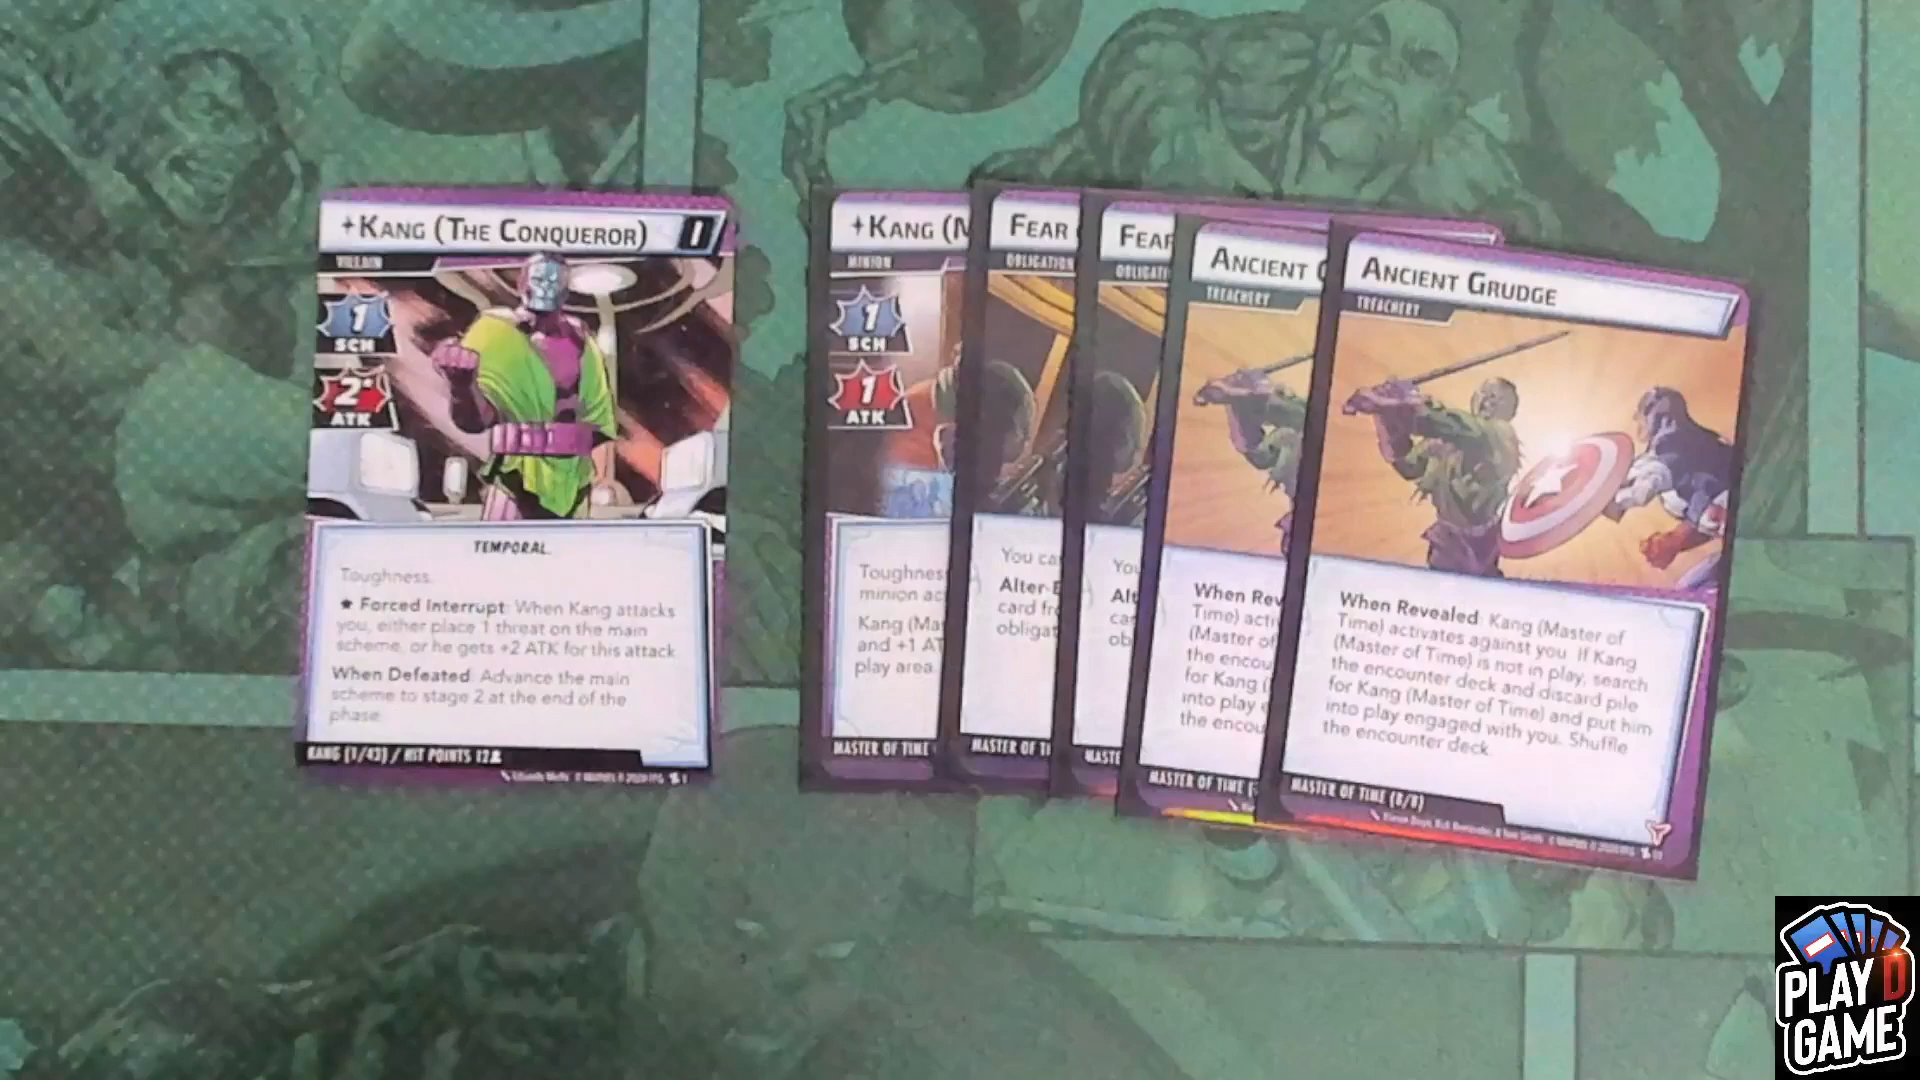 KANG (THE CONQUEROR) I
VILLAIN
1
SCH
2
ATK
TEMPORAL.
Toughness.
★ Forced Interrupt: When Kang attacks
you, either place 1 threat on the main
scheme, or he gets +2 ATK for this attack.
When Defeated: Advance the main
scheme to stage 2 at the end of the
phase.
KANG (1/43) / HIT POINTS 12
KANG (M
MINION
1
SCH
1
ATK
Toughness
minion ac
Kang (Mas
and +1 AT
play area.
MASTER OF TIME
FEAR
OBLIGATION
You ca
Alter-E
card fro
obligat
MASTER OF TI
FEAR
OBLIGATI
You
Alt
ca
ob
MASTE
ANCIENT G
TREACHERY
When Rev
Time) acti
(Master of
the encou
for Kang (
into play e
the encou
MASTER OF TIME (
ANCIENT GRUDGE
TREACHERY
When Revealed: Kang (Master of
Time) activates against you. If Kang
(Master of Time) is not in play, search
the encounter deck and discard pile
for Kang (Master of Time) and put him
into play engaged with you. Shuffle
the encounter deck.
MASTER OF TIME (8/8)
PLAY D
GAME